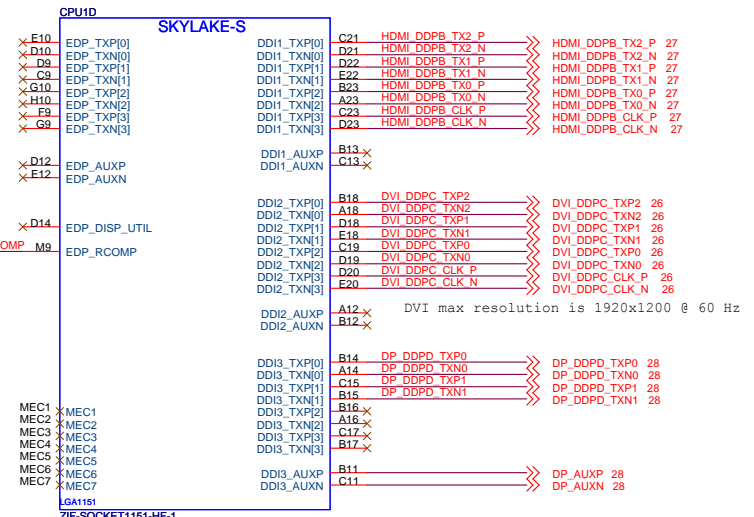 CPU1D
SKYLAKE-S
E10 EDP_TXP[0] DDI1_TXP[0] C21 HDMI_DDPB_TX2_P HDMI_DDPB_TX2_P 27
D10 EDP_TXN[0] DDI1_TXN[0] D21 HDMI_DDPB_TX2_N HDMI_DDPB_TX2_N 27
D9 EDP_TXP[1] DDI1_TXP[1] D22 HDMI_DDPB_TX1_P HDMI_DDPB_TX1_P 27
C9 EDP_TXN[1] DDI1_TXN[1] E22 HDMI_DDPB_TX1_N HDMI_DDPB_TX1_N 27
G10 EDP_TXP[2] DDI1_TXP[2] B23 HDMI_DDPB_TX0_P HDMI_DDPB_TX0_P 27
H10 EDP_TXN[2] DDI1_TXN[2] A23 HDMI_DDPB_TX0_N HDMI_DDPB_TX0_N 27
F9 EDP_TXP[3] DDI1_TXP[3] C23 HDMI_DDPB_CLK_P HDMI_DDPB_CLK_P 27
G9 EDP_TXN[3] DDI1_TXN[3] D23 HDMI_DDPB_CLK_N HDMI_DDPB_CLK_N 27
DDI1_AUXP B13
D12 EDP_AUXP DDI1_AUXN C13
E12 EDP_AUXN
DDI2_TXP[0] B18 DVI_DDPC_TXP2 DVI_DDPC_TXP2 26
DDI2_TXN[0] A18 DVI_DDPC_TXN2 DVI_DDPC_TXN2 26
D14 EDP_DISP_UTIL DDI2_TXP[1] D18 DVI_DDPC_TXP1 DVI_DDPC_TXP1 26
DDI2_TXN[1] E18 DVI_DDPC_TXN1 DVI_DDPC_TXN1 26
OMP M9 EDP_RCOMP DDI2_TXP[2] C19 DVI_DDPC_TXP0 DVI_DDPC_TXP0 26
DDI2_TXN[2] D19 DVI_DDPC_TXN0 DVI_DDPC_TXN0 26
DDI2_TXP[3] D20 DVI_DDPC_CLK_P DVI_DDPC_CLK_P 26
DDI2_TXN[3] E20 DVI_DDPC_CLK_N DVI_DDPC_CLK_N 26
DDI2_AUXP A12 DVI max resolution is 1920x1200 @ 60 Hz
DDI2_AUXN B12
DDI3_TXP[0] B14 DP_DDPD_TXP0 DP_DDPD_TXP0 28
DDI3_TXN[0] A14 DP_DDPD_TXN0 DP_DDPD_TXN0 28
DDI3_TXP[1] C15 DP_DDPD_TXP1 DP_DDPD_TXP1 28
DDI3_TXN[1] B15 DP_DDPD_TXN1 DP_DDPD_TXN1 28
MEC1 MEC1 DDI3_TXP[2] B16
MEC2 MEC2 DDI3_TXN[2] A16
MEC3 MEC3 DDI3_TXP[3] C17
MEC4 MEC4 DDI3_TXN[3] B17
MEC5 MEC5
MEC6 MEC6 DDI3_AUXP B11 DP_AUXP 28
MEC7 MEC7 DDI3_AUXN C11 DP_AUXN 28
LGA1151
ZIF-SOCKET1151-HF-1